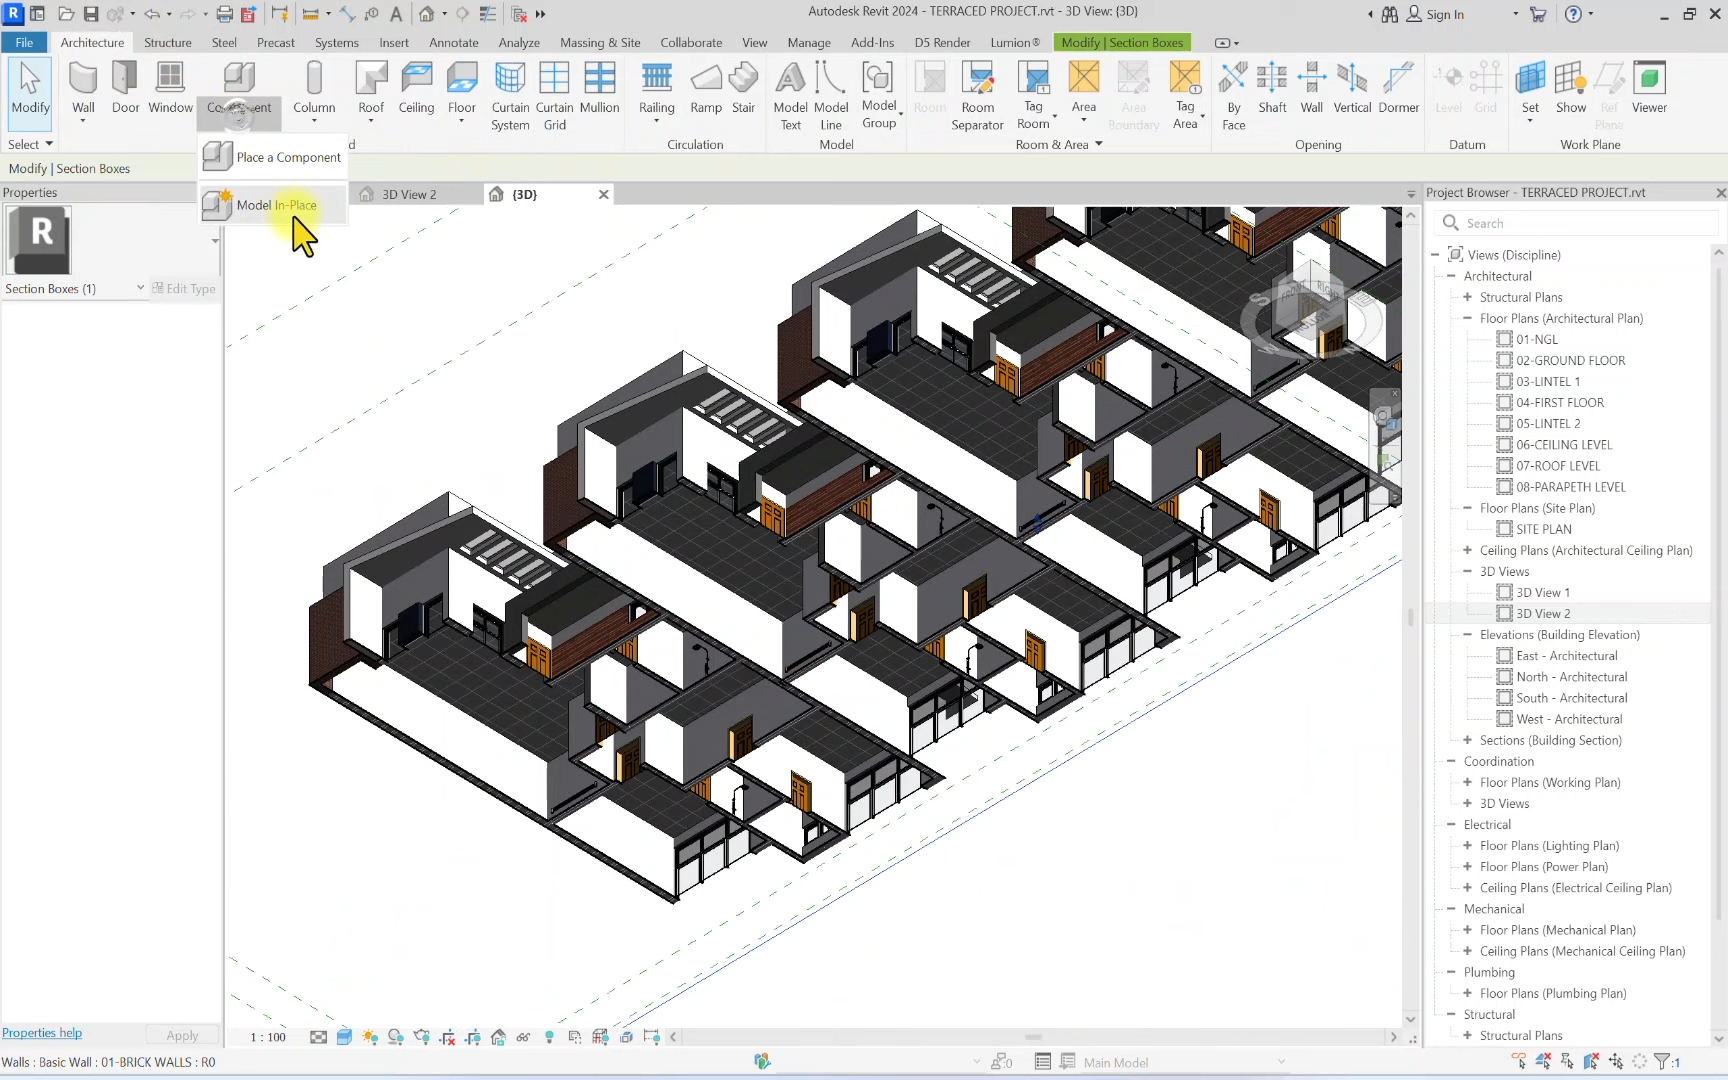 Autodesk Revit 2024 - TERRACED PROJECT.rvt - 3D View: {3D}
Sign In
File
Architecture
Structure
Steel
Precast
Systems
Insert
Annotate
Analyze
Massing & Site
Collaborate
View
Manage
Add-Ins
D5 Render
Lumion®
Modify | Section Boxes
Modify
Wall
Door
Window
Column
Roof
Ceiling
Floor
Curtain System
Curtain Grid
Mullion
Railing
Ramp
Stair
Model Text
Model Line
Model Group
Room
Room Separator
Tag Room
Area
Area Boundary
Tag Area
By Face
Shaft
Wall
Vertical
Dormer
Level
Grid
Set
Show
Ref Plane
Viewer
Select
Circulation
Model
Room & Area
Opening
Datum
Work Plane
Place a Component
Model In-Place
Modify | Section Boxes
Properties
R
Section Boxes (1)
Edit Type
3D View 2
{3D}
Project Browser - TERRACED PROJECT.rvt
Search
Views (Discipline)
Architectural
Structural Plans
Floor Plans (Architectural Plan)
01-NGL
02-GROUND FLOOR
03-LINTEL 1
04-FIRST FLOOR
05-LINTEL 2
06-CEILING LEVEL
07-ROOF LEVEL
08-PARAPETH LEVEL
Floor Plans (Site Plan)
SITE PLAN
Ceiling Plans (Architectural Ceiling Plan)
3D Views
3D View 1
3D View 2
Elevations (Building Elevation)
East - Architectural
North - Architectural
South - Architectural
West - Architectural
Sections (Building Section)
Coordination
Floor Plans (Working Plan)
3D Views
Electrical
Floor Plans (Lighting Plan)
Floor Plans (Power Plan)
Ceiling Plans (Electrical Ceiling Plan)
Mechanical
Floor Plans (Mechanical Plan)
Ceiling Plans (Mechanical Ceiling Plan)
Plumbing
Floor Plans (Plumbing Plan)
Structural
Structural Plans
Properties help
Apply
1 : 100
Walls : Basic Wall : 01-BRICK WALLS : R0
:0
Main Model
:1